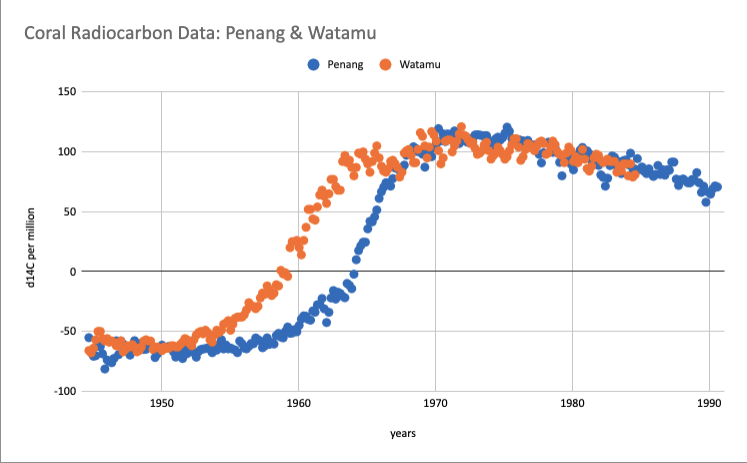 Coral Radiocarbon Data: Penang & Watamu
Penang Watamu
150
100
50
0
-50
-100
d14C per million
1950 1960 1970 1980 1990
years